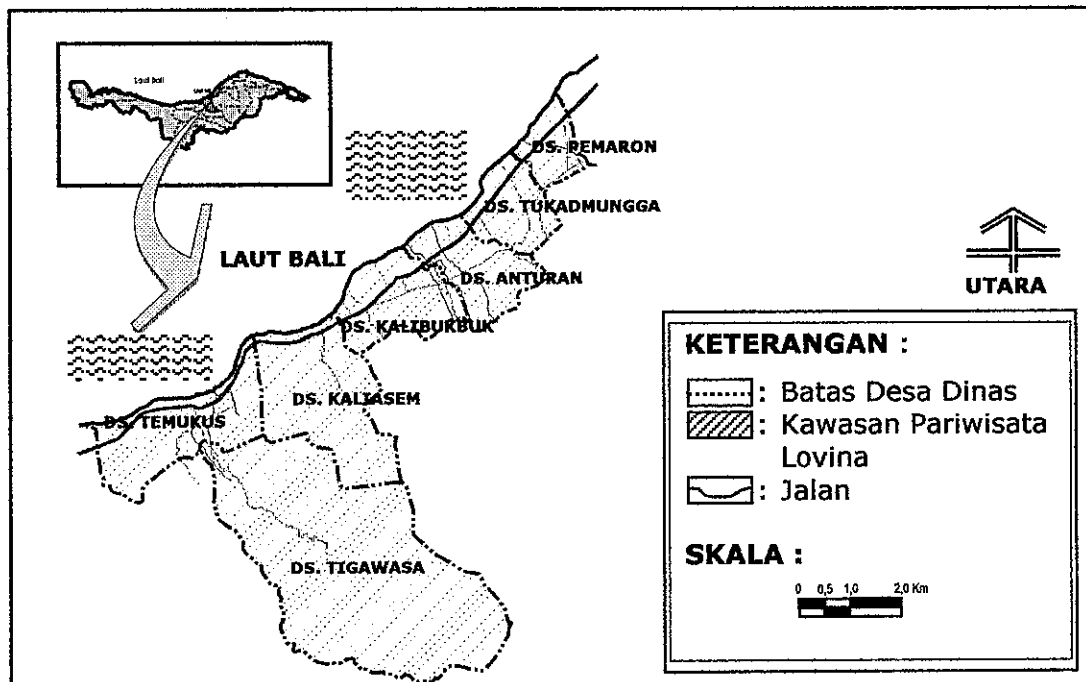 Laut Bali
DS. PEMARON
DS. TUKADMUNGGA
LAUT BALI
DS. ANTURAN
UTARA
DS. KALIBUKBUK
KETERANGAN :
DS. KALIASEM
: Batas Desa Dinas
DS. TEMUKUS
: Kawasan Pariwisata
Lovina
: Jalan
SKALA :
DS. TIGAWASA
0 0,5 1,0 2,0 Km